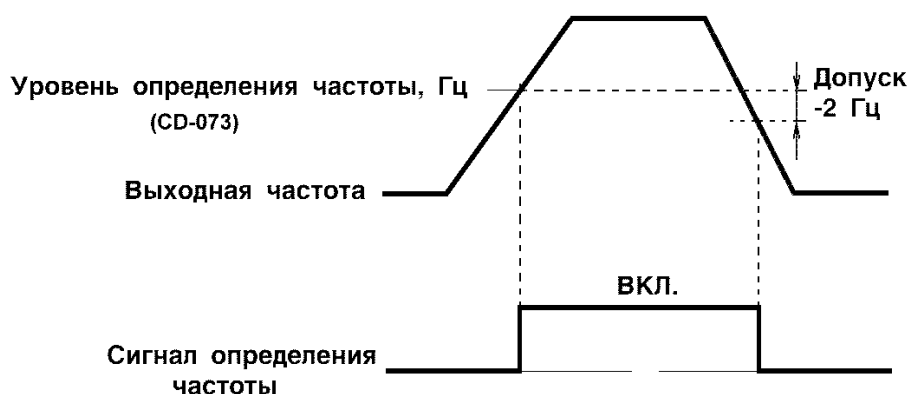 Уровень определения частоты, Гц
(CD-073)
Допуск
-2 Гц
Выходная частота
ВКЛ.
Сигнал определения
частоты